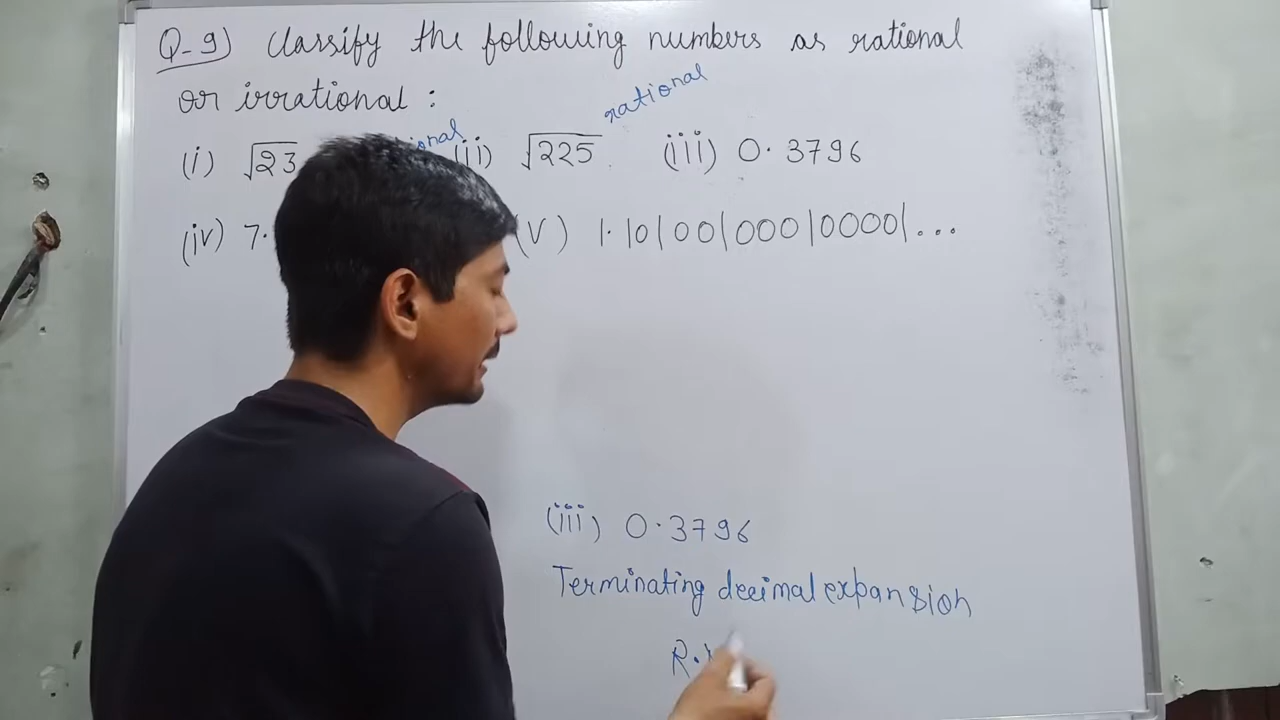 Q-9) Classify the following numbers as rational
or irrational :
rational
(i) √23 (ii) √225 (iii) 0.3796
(iv) 7. (v) 1.101001000100001...
(iii) 0.3796
Terminating decimal expansion
R.